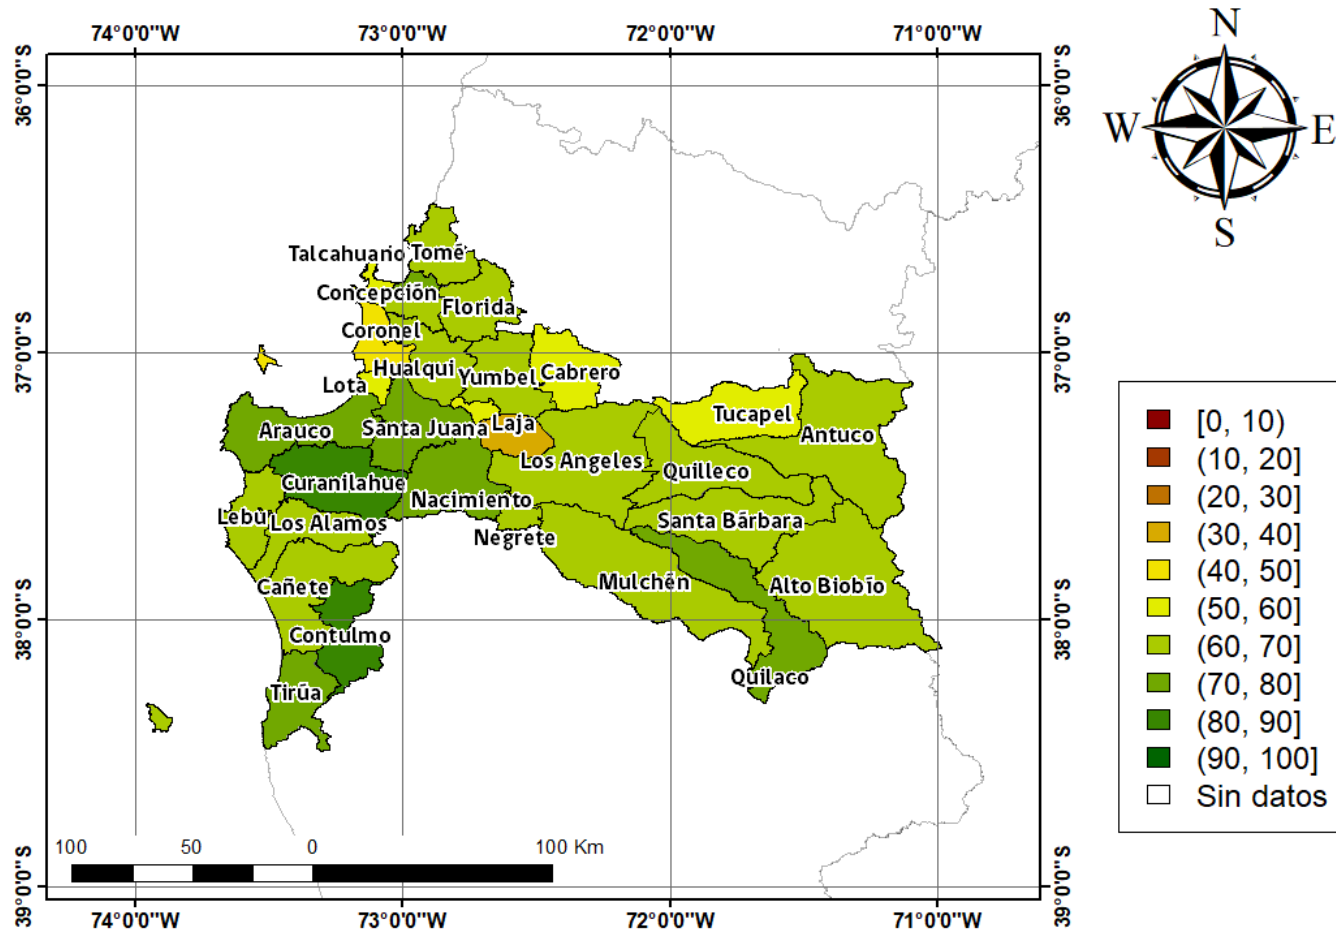 74°0'0"W 73°0'0"W 72°0'0"W 71°0'0"W
N
W E
S
36°0'0"S 36°0'0"S
37°0'0"S 37°0'0"S
38°0'0"S 38°0'0"S
39°0'0"S 39°0'0"S
Talcahuano Tomé
Concepción
Florida
Coronel
Hualqui
Yumbel
Cabrero
Lota
Arauco
Santa Juana
Laja
Tucapel
Antuco
Los Angeles
Quilleco
Curanilahue
Nacimiento
Lebu
Los Alamos
Santa Bárbara
Negrete
Cañete
Mulchén
Alto Biobío
Contulmo
Quilaco
Tirúa
[0, 10)
(10, 20]
(20, 30]
(30, 40]
(40, 50]
(50, 60]
(60, 70]
(70, 80]
(80, 90]
(90, 100]
Sin datos
100 50 0 100 Km
74°0'0"W 73°0'0"W 72°0'0"W 71°0'0"W